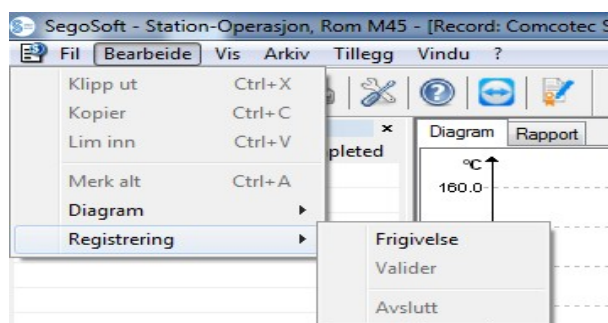 SegoSoft - Station-Operasjon, Rom M45 - [Record: Comcotec S
Fil Bearbeide Vis Arkiv Tillegg Vindu ?
Klipp ut Ctrl+X
Kopier Ctrl+C
Lim inn Ctrl+V
Merk alt Ctrl+A
Diagram
Registrering
Frigivelse
Valider
Avslutt
pleted
Diagram Rapport
°C
160.0